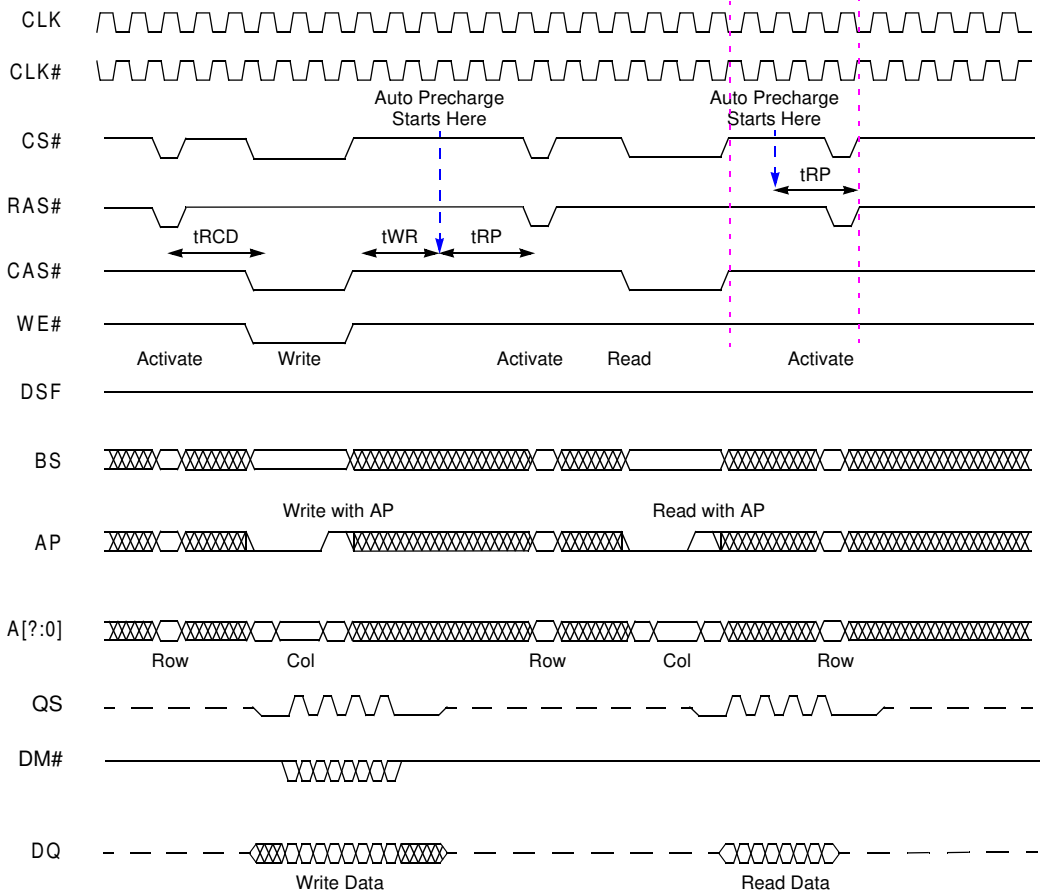 CLK
CLK#
Auto Precharge
Starts Here
Auto Precharge
Starts Here
CS#
tRP
RAS#
tRCD
tWR
tRP
CAS#
WE#
Activate
Write
Activate
Read
Activate
DSF
BS
Write with AP
Read with AP
AP
A[?:0]
Row
Col
Row
Col
Row
QS
DM#
DQ
Write Data
Read Data